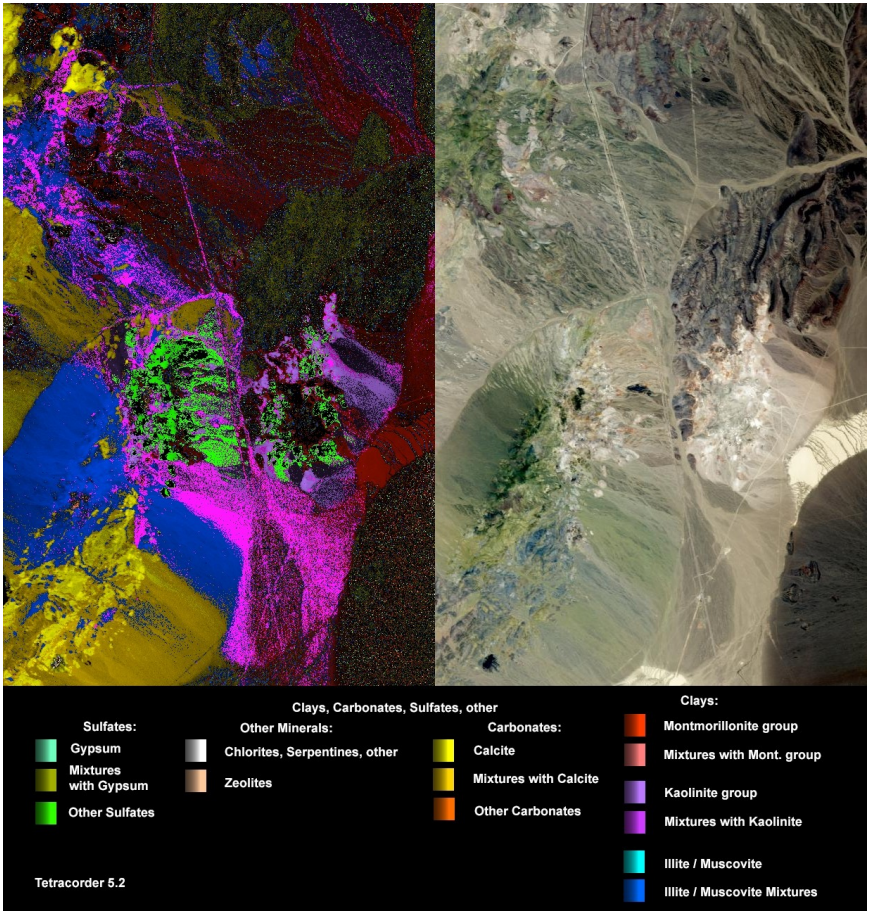 Clays, Carbonates, Sulfates, other
Sulfates:
Gypsum
Mixtures
with Gypsum
Other Sulfates
Other Minerals:
Chlorites, Serpentines, other
Zeolites
Carbonates:
Calcite
Mixtures with Calcite
Other Carbonates
Clays:
Montmorillonite group
Mixtures with Mont. group
Kaolinite group
Mixtures with Kaolinite
Illite / Muscovite
Illite / Muscovite Mixtures
Tetracorder 5.2